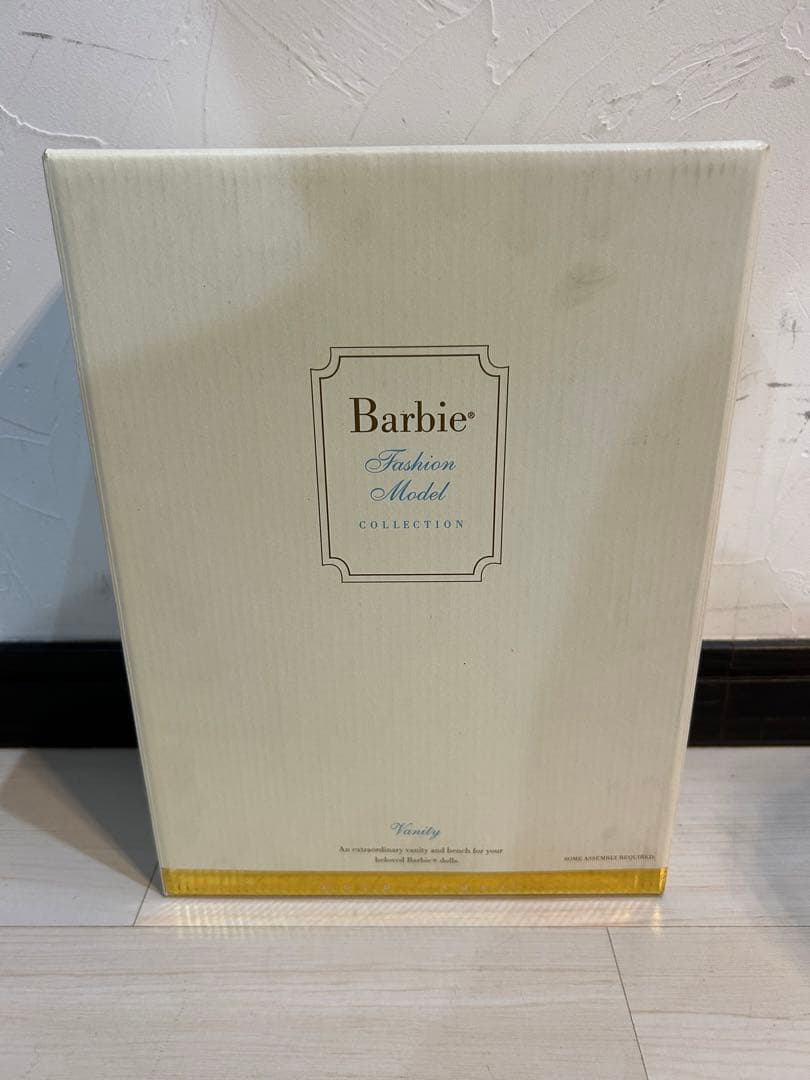 Barbie®
Fashion
Model
COLLECTION
Vanity
An extraordinary vanity and bench for your
beloved Barbie® dolls.
SOME ASSEMBLY REQUIRED.